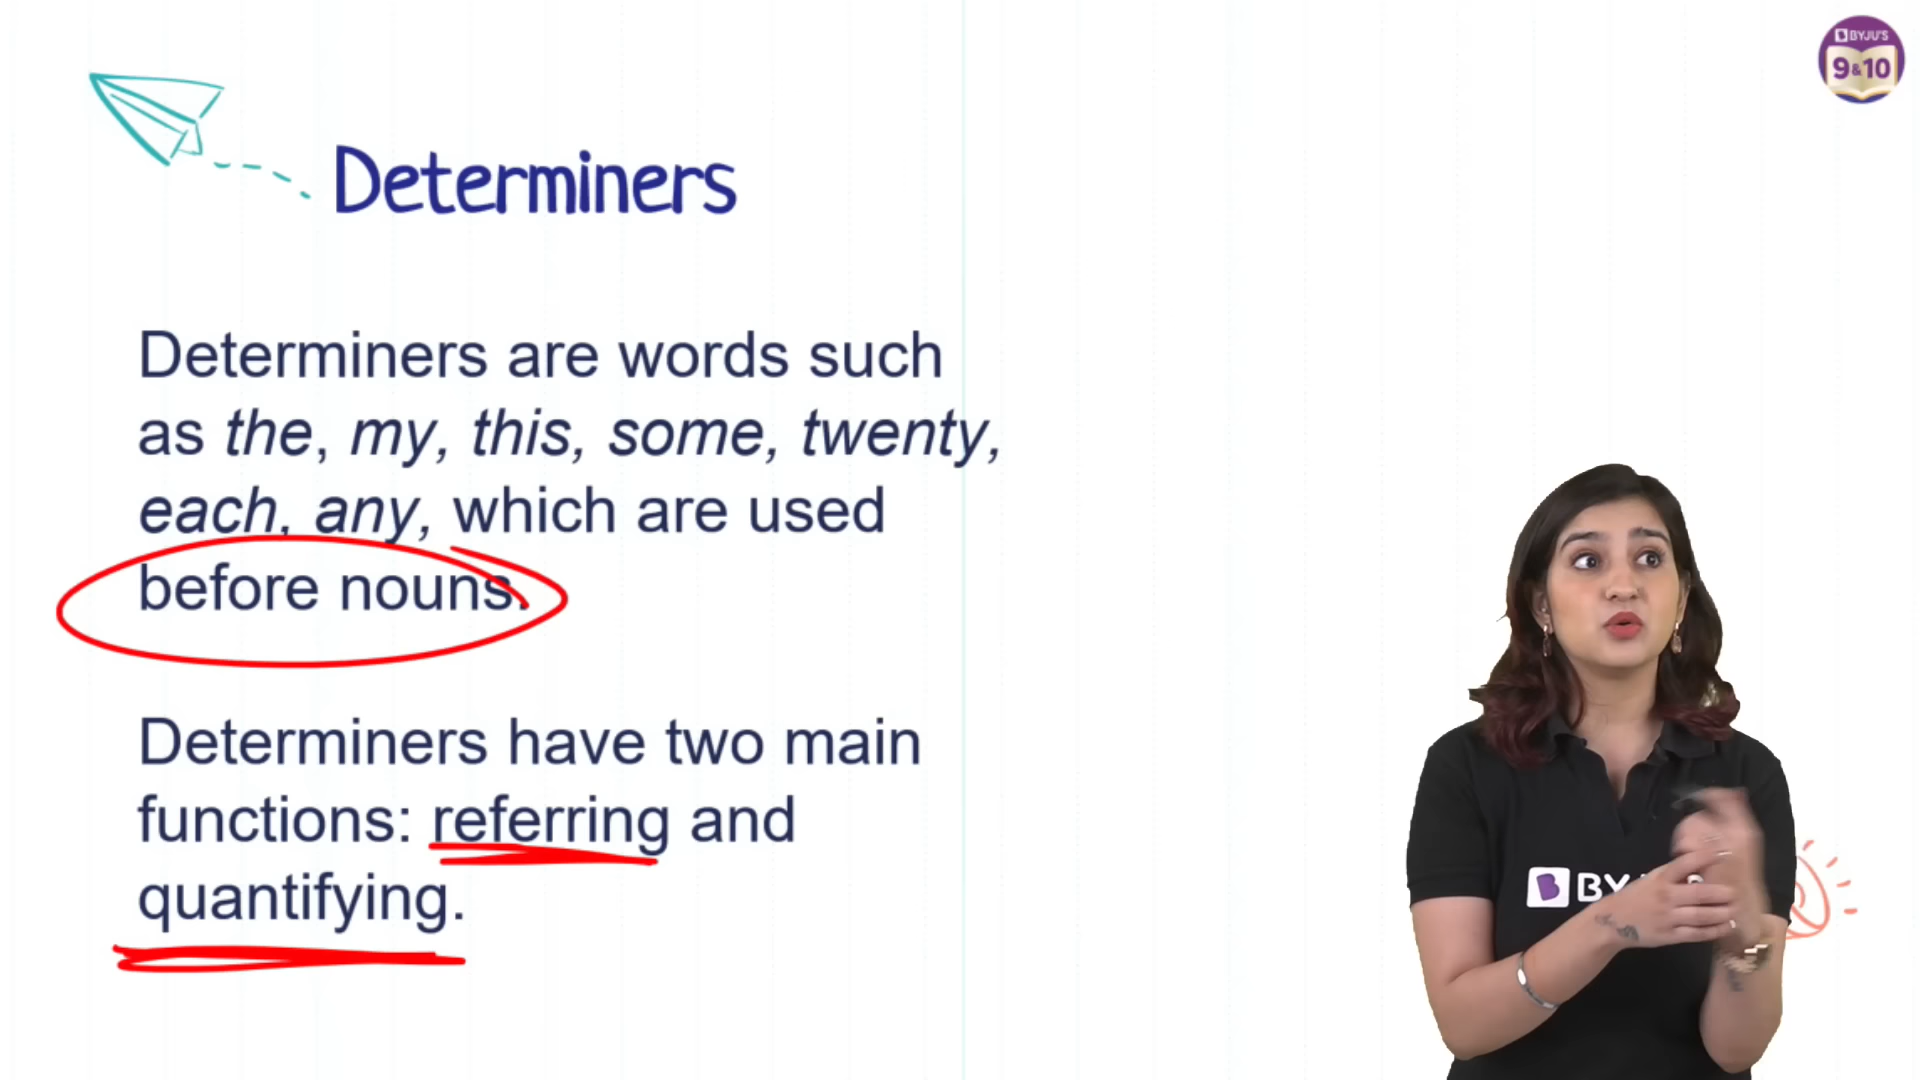 BYJU'S
9&10
Determiners
Determiners are words such
as the, my, this, some, twenty,
each, any, which are used
before nouns.
Determiners have two main
functions: referring and
quantifying.